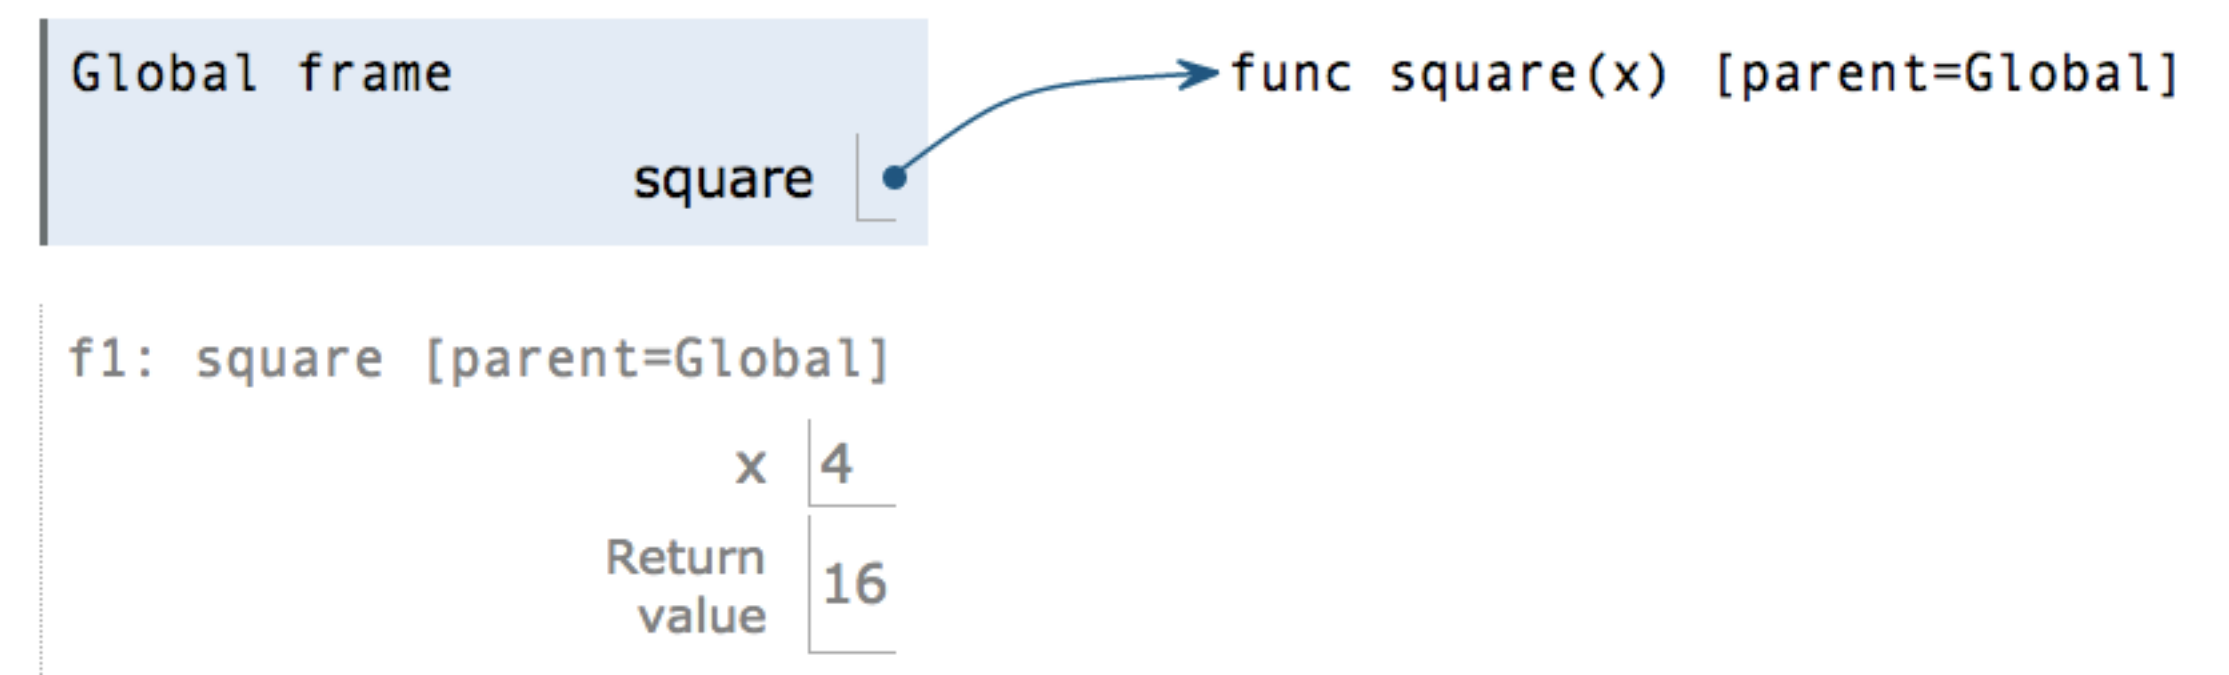 Global frame
func square(x) [parent=Global]
square
f1: square [parent=Global]
x 4
Return
value
16